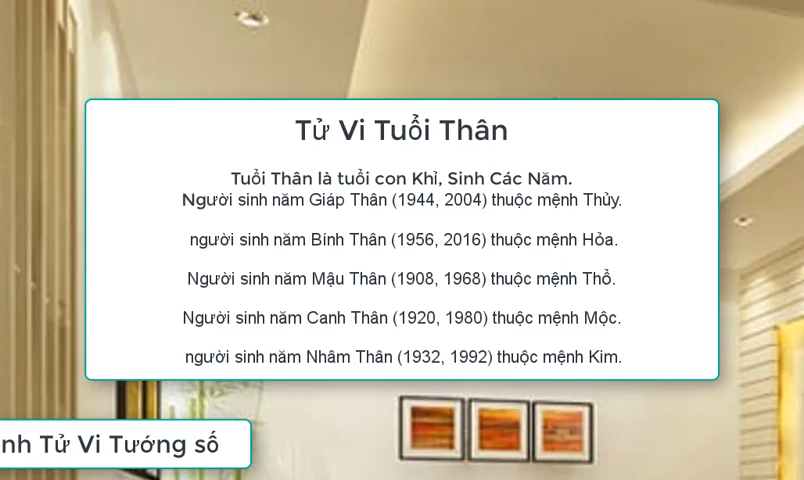 Tử Vi Tuổi Thân
Tuổi Thân là tuổi con Khỉ, Sinh Các Năm.
Người sinh năm Giáp Thân (1944, 2004) thuộc mệnh Thủy.
người sinh năm Bính Thân (1956, 2016) thuộc mệnh Hỏa.
Người sinh năm Mậu Thân (1908, 1968) thuộc mệnh Thổ.
Người sinh năm Canh Thân (1920, 1980) thuộc mệnh Mộc.
người sinh năm Nhâm Thân (1932, 1992) thuộc mệnh Kim.
Tử Vi Tướng số